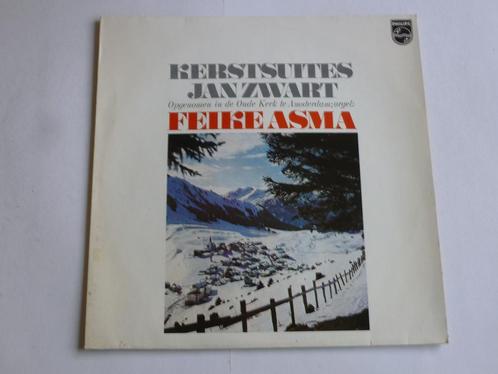 PHILIPS
KERSTSUITES
JAN ZWART
Opgenomen in de Oude Kerk te Amsterdam: orgel:
FEIKE ASMA